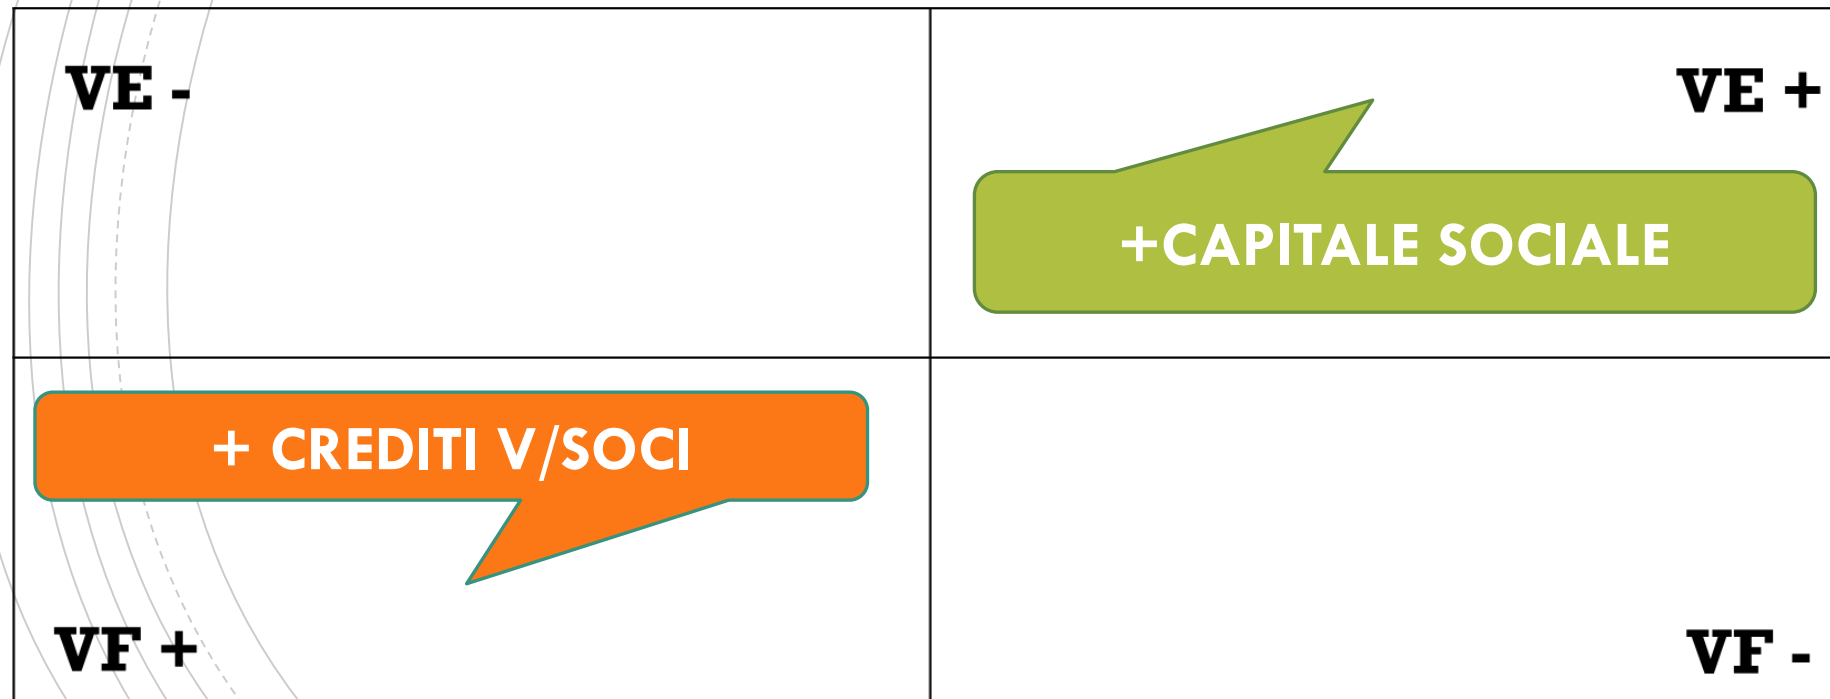 VE -
VE +
+CAPITALE SOCIALE
+ CREDITI V/SOCI
VF +
VF -